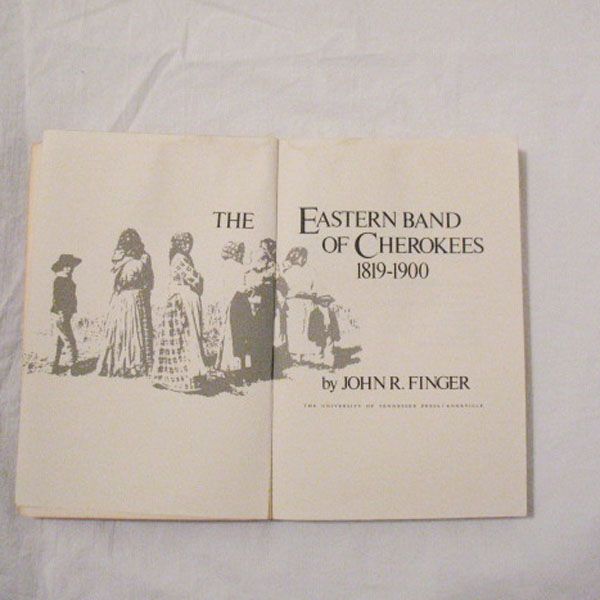 THE EASTERN BAND
OF CHEROKEES
1819-1900
by JOHN R. FINGER
THE UNIVERSITY OF TENNESSEE PRESS/KNOXVILLE